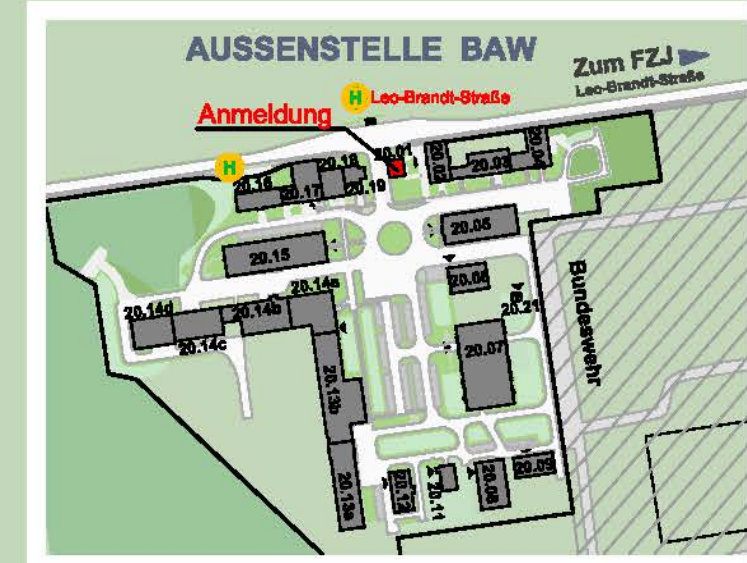 AUSSENSTELLE BAW
Zum FZJ
Leo-Brandt-Straße
H Leo-Brandt-Straße
Anmeldung
20.01
20.02
20.03
20.04
H
20.16
20.17
20.18
20.19
20.05
20.15
20.06
20.21
Bundeswehr
20.14a
20.14b
20.14c
20.14d
20.07
20.13b
20.13a
20.12
20.11
20.08
20.09